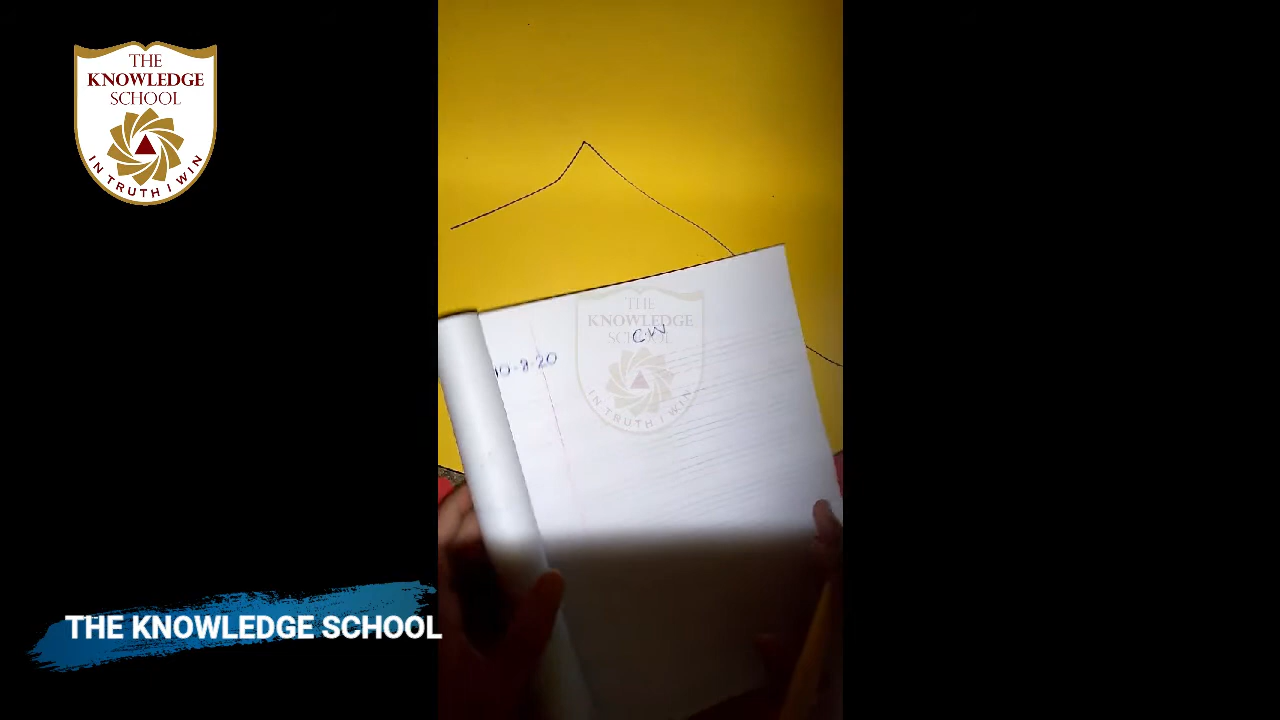 THE
KNOWLEDGE
SCHOOL
IN TRUTH I WIN
THE
KNOWLEDGE
SCHOOL
IN TRUTH I WIN
CW
10-9-20
THE KNOWLEDGE SCHOOL